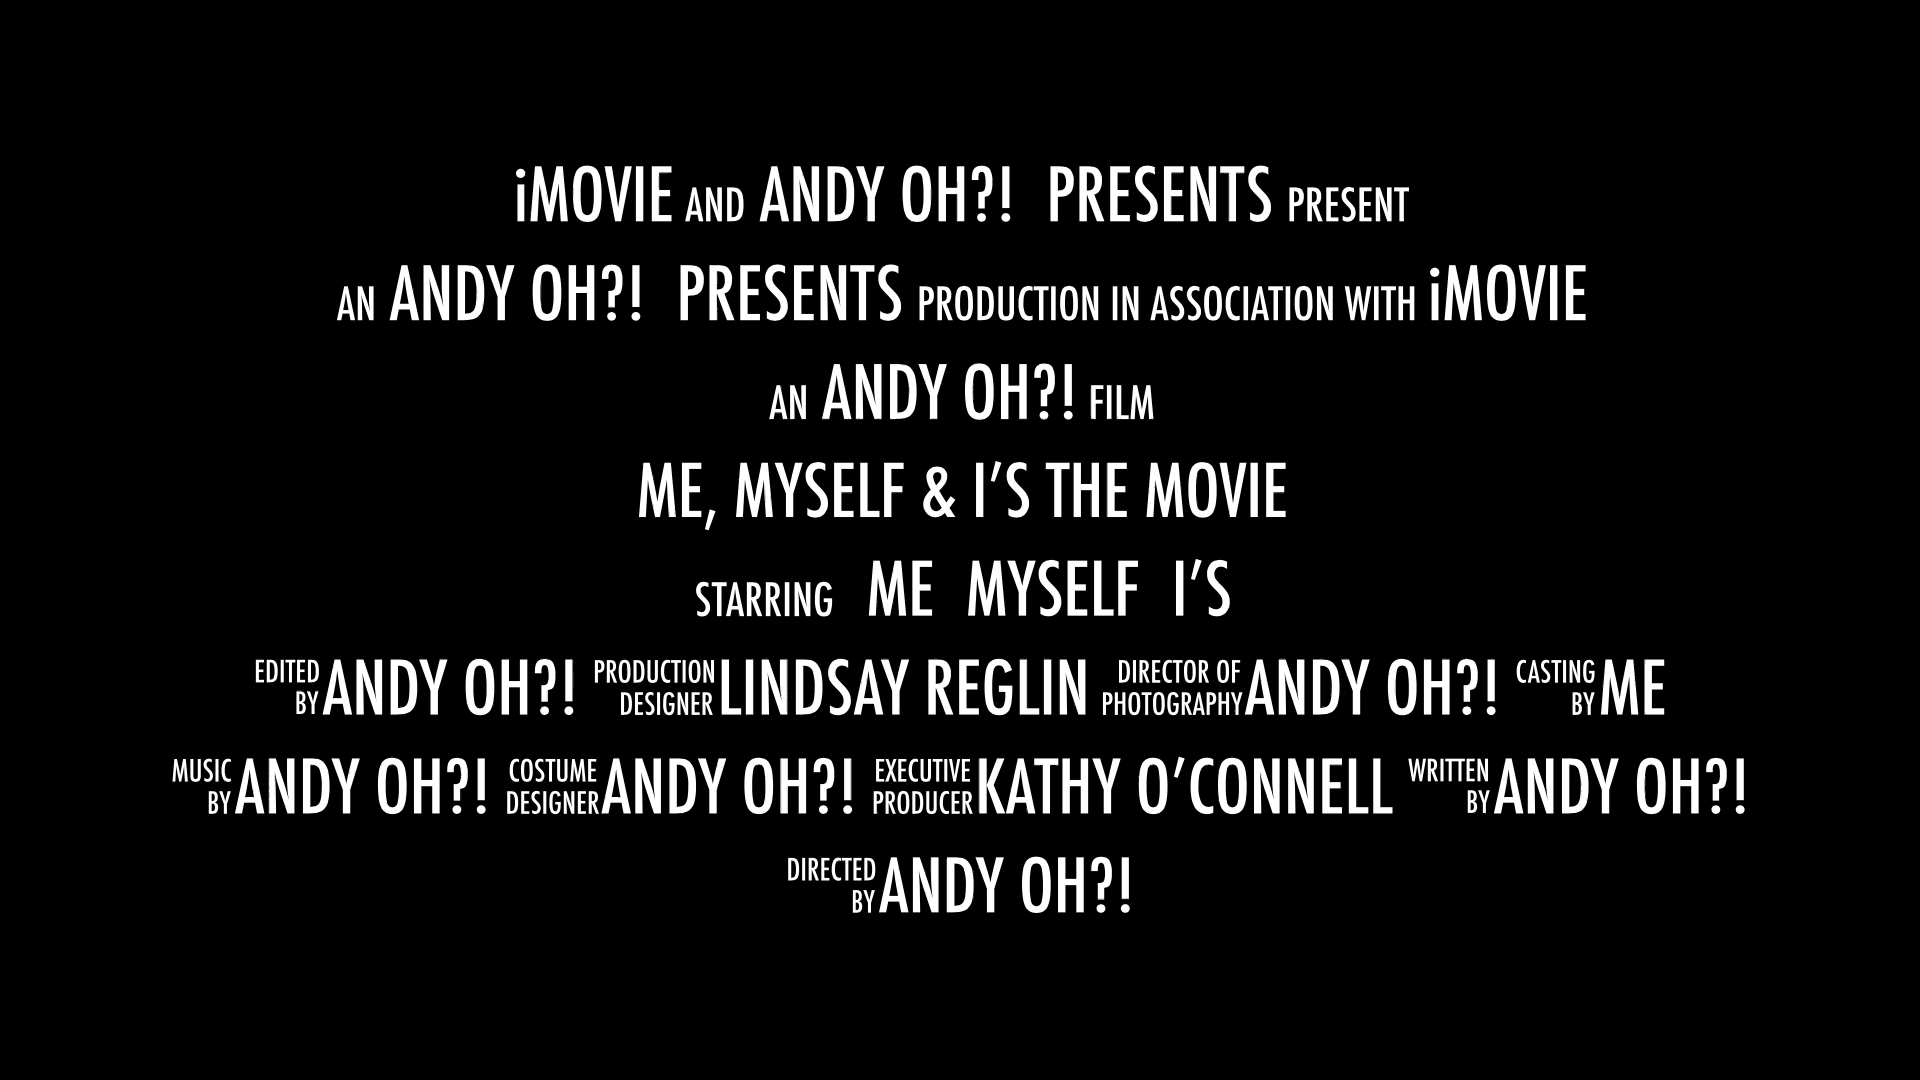 iMOVIE AND ANDY OH?! PRESENTS PRESENT
AN ANDY OH?! PRESENTS PRODUCTION IN ASSOCIATION WITH iMOVIE
AN ANDY OH?! FILM
ME, MYSELF & I’S THE MOVIE
STARRING ME MYSELF I’S
EDITED BY ANDY OH?! PRODUCTION DESIGNER LINDSAY REGLIN DIRECTOR OF PHOTOGRAPHY ANDY OH?! CASTING BY ME
MUSIC BY ANDY OH?! COSTUME DESIGNER ANDY OH?! EXECUTIVE PRODUCER KATHY O’CONNELL WRITTEN BY ANDY OH?!
DIRECTED BY ANDY OH?!